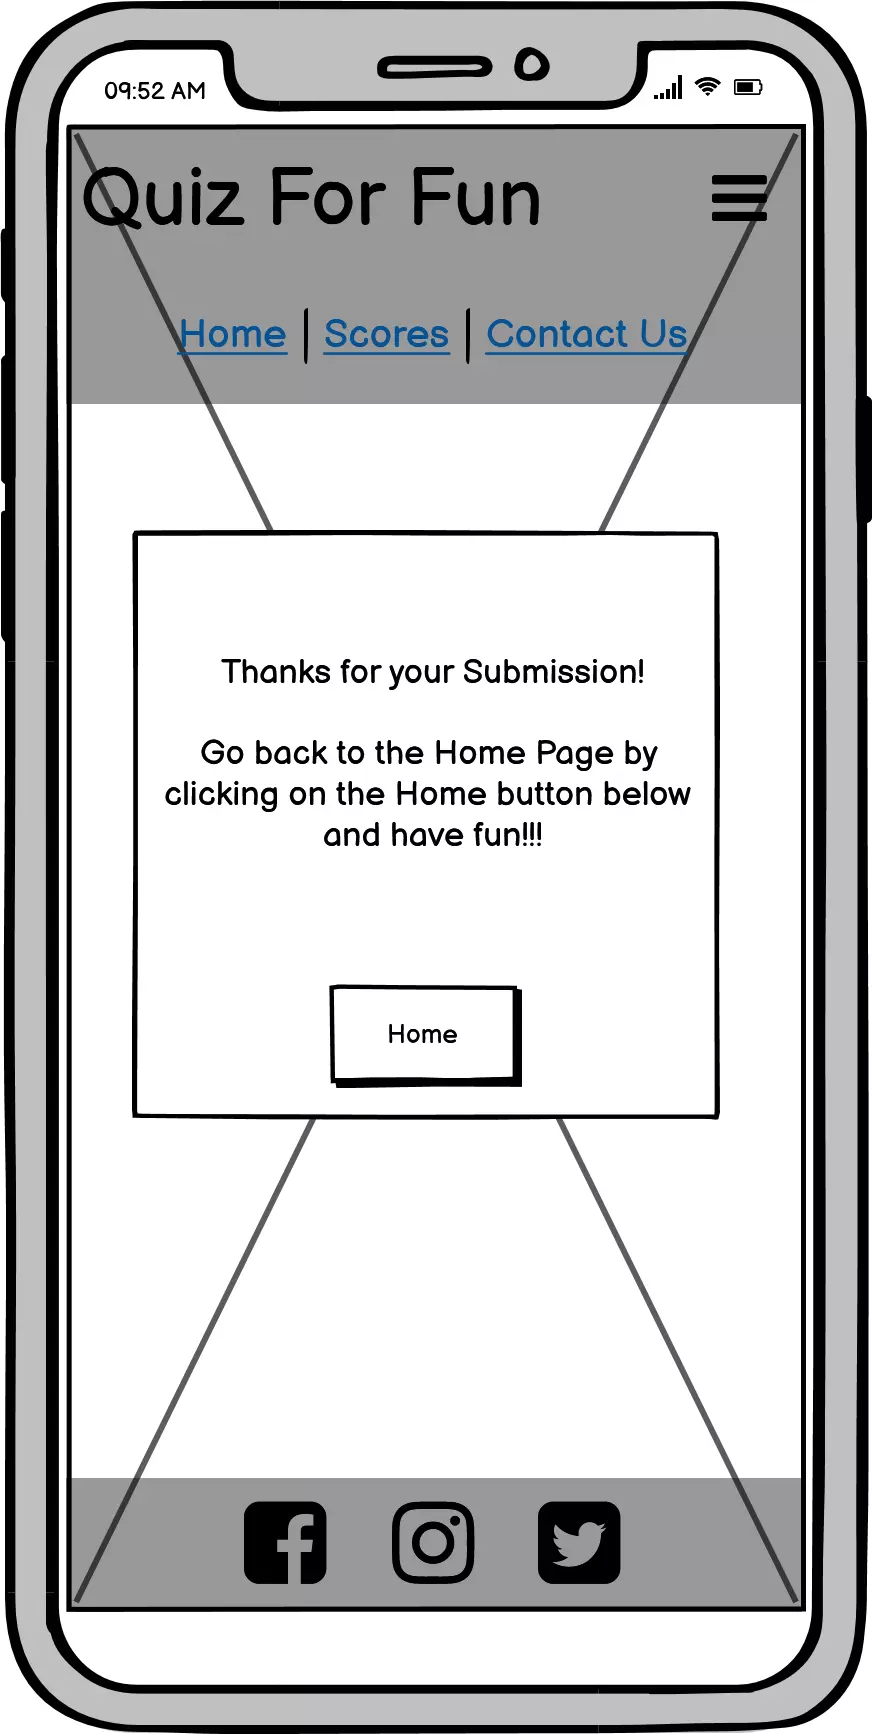 09:52 AM
Quiz For Fun
Home | Scores | Contact Us
Thanks for your Submission!
Go back to the Home Page by
clicking on the Home button below
and have fun!!!
Home